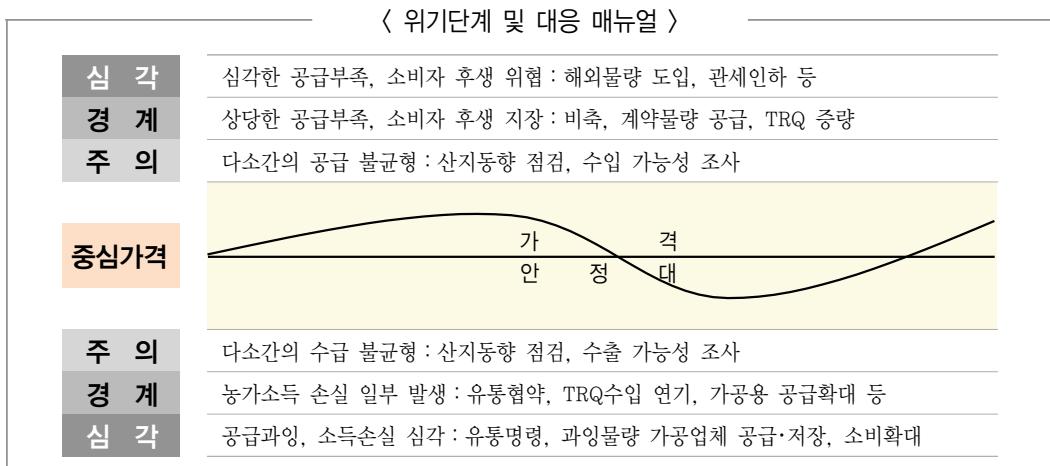 〈 위기단계 및 대응 매뉴얼 〉
심 각 심각한 공급부족, 소비자 후생 위협 : 해외물량 도입, 관세인하 등
경 계 상당한 공급부족, 소비자 후생 지장 : 비축, 계약물량 공급, TRQ 증량
주 의 다소간의 공급 불균형 : 산지동향 점검, 수입 가능성 조사
중심가격
가 격
안 정 대
주 의 다소간의 수급 불균형 : 산지동향 점검, 수출 가능성 조사
경 계 농가소득 손실 일부 발생 : 유통협약, TRQ수입 연기, 가공용 공급확대 등
심 각 공급과잉, 소득손실 심각 : 유통명령, 과잉물량 가공업체 공급·저장, 소비확대